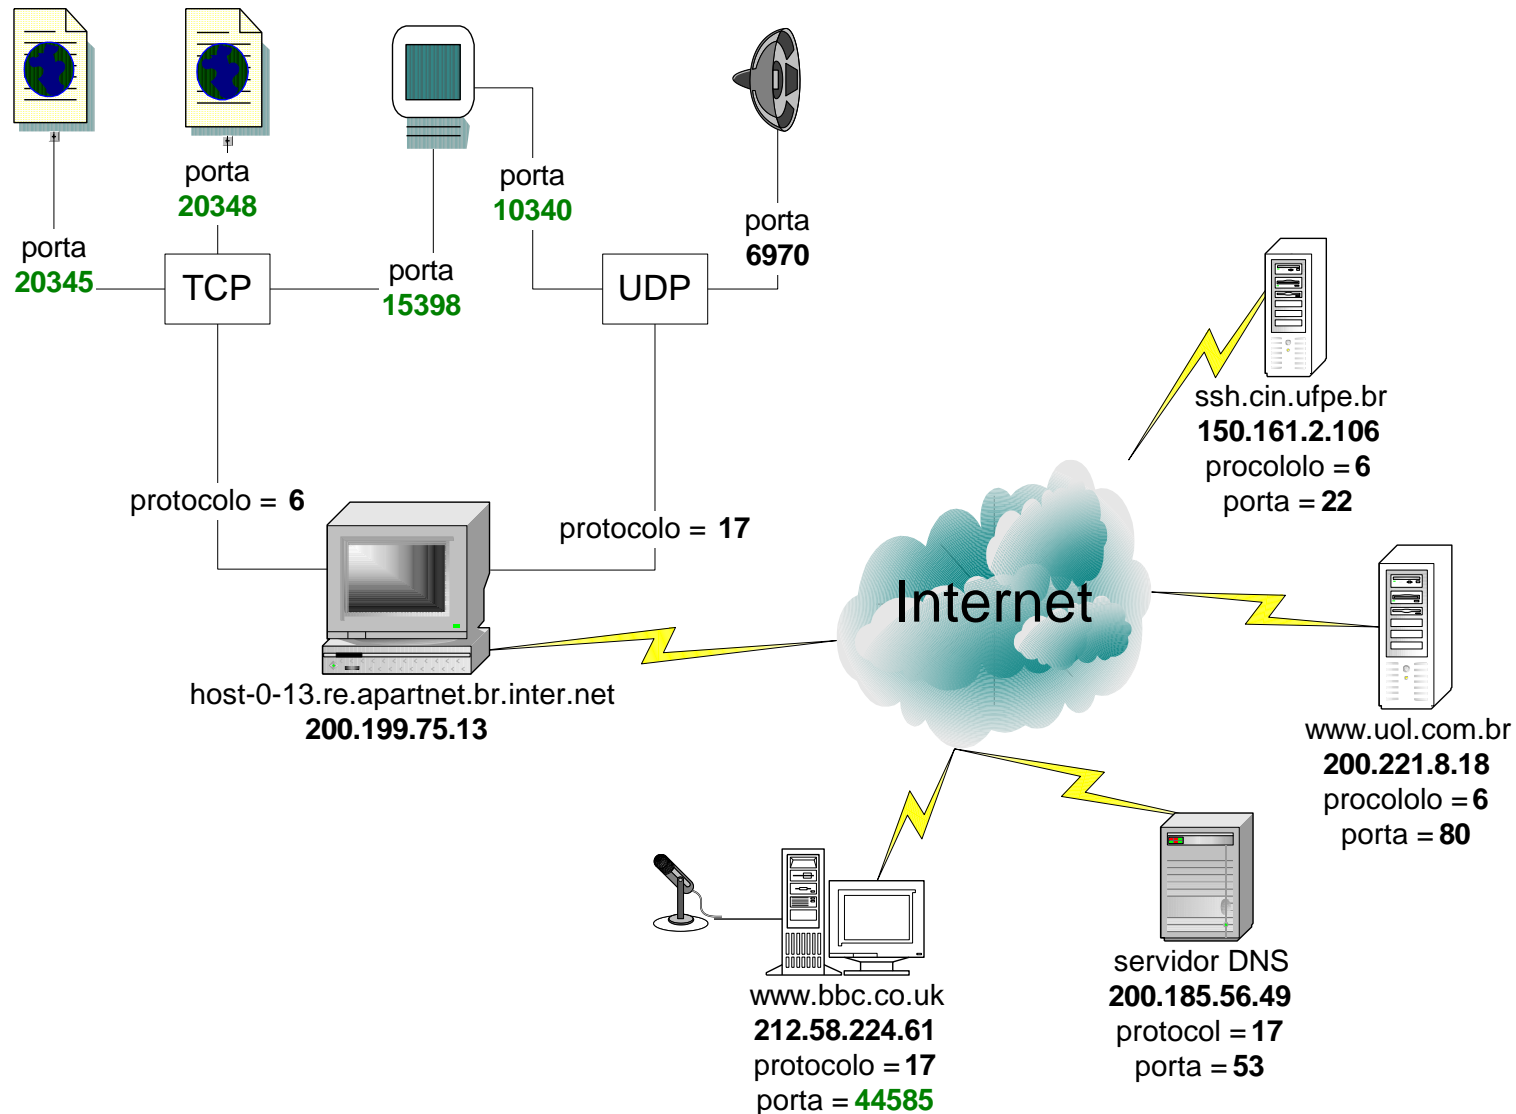 porta
20348
porta
20345
TCP
porta
15398
porta
10340
UDP
porta
6970
protocolo = 6
protocolo = 17
host-0-13.re.apartnet.br.inter.net
200.199.75.13
Internet
ssh.cin.ufpe.br
150.161.2.106
procololo = 6
porta = 22
www.uol.com.br
200.221.8.18
procololo = 6
porta = 80
www.bbc.co.uk
212.58.224.61
protocolo = 17
porta = 44585
servidor DNS
200.185.56.49
protocol = 17
porta = 53